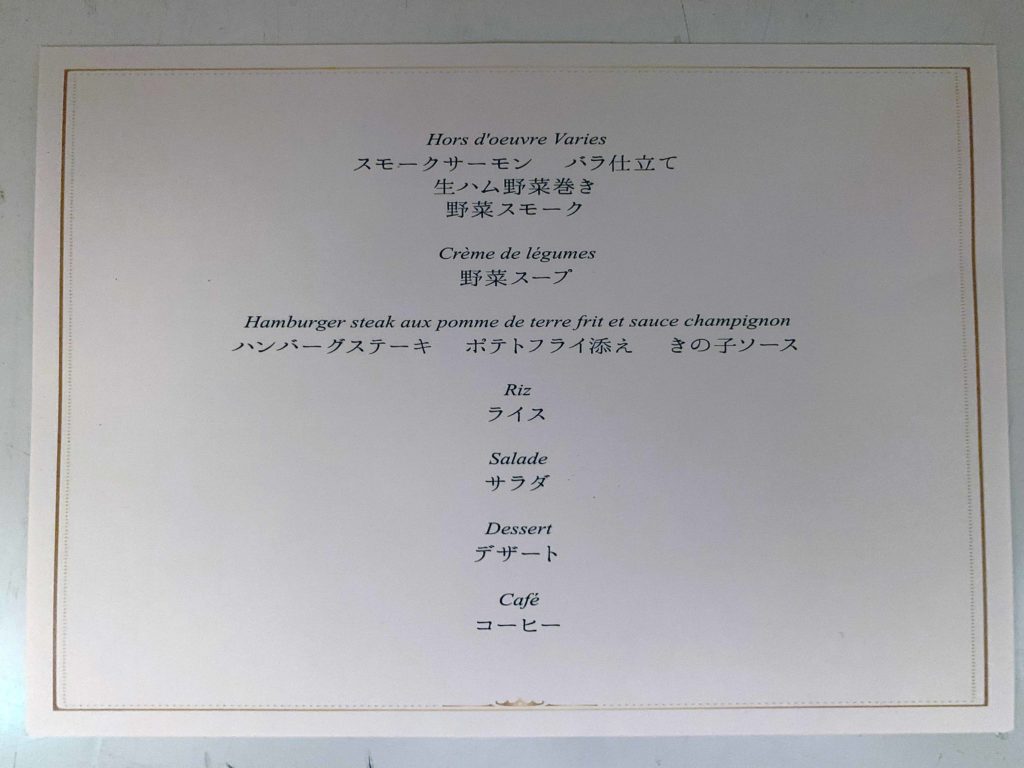 Hors d'oeuvre Varies
スモークサーモン　バラ仕立て
生ハム野菜巻き
野菜スモーク
Crème de légumes
野菜スープ
Hamburger steak aux pomme de terre frit et sauce champignon
ハンバーグステーキ　ポテトフライ添え　きの子ソース
Riz
ライス
Salade
サラダ
Dessert
デザート
Café
コーヒー